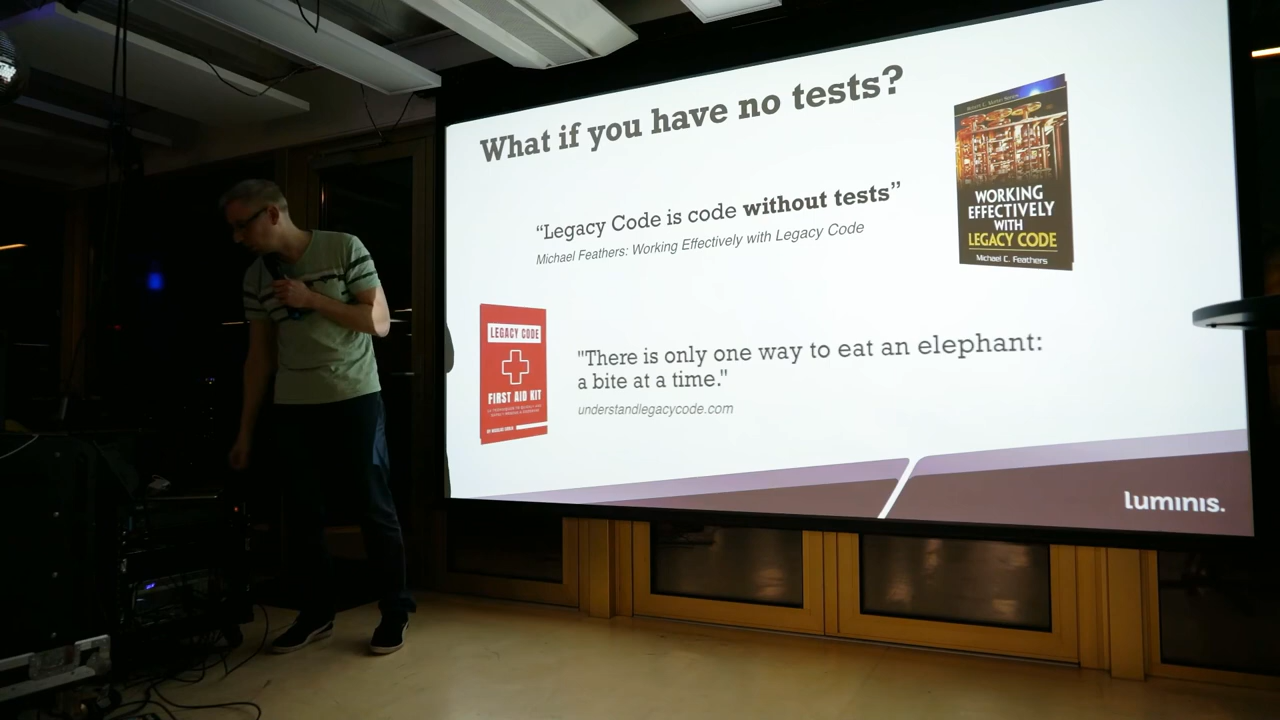 What if you have no tests?
“Legacy Code is code without tests”
Michael Feathers: Working Effectively with Legacy Code
WORKING
EFFECTIVELY
WITH
LEGACY CODE
Michael C. Feathers
LEGACY CODE
FIRST AID KIT
"There is only one way to eat an elephant:
a bite at a time."
understandlegacycode.com
luminis.